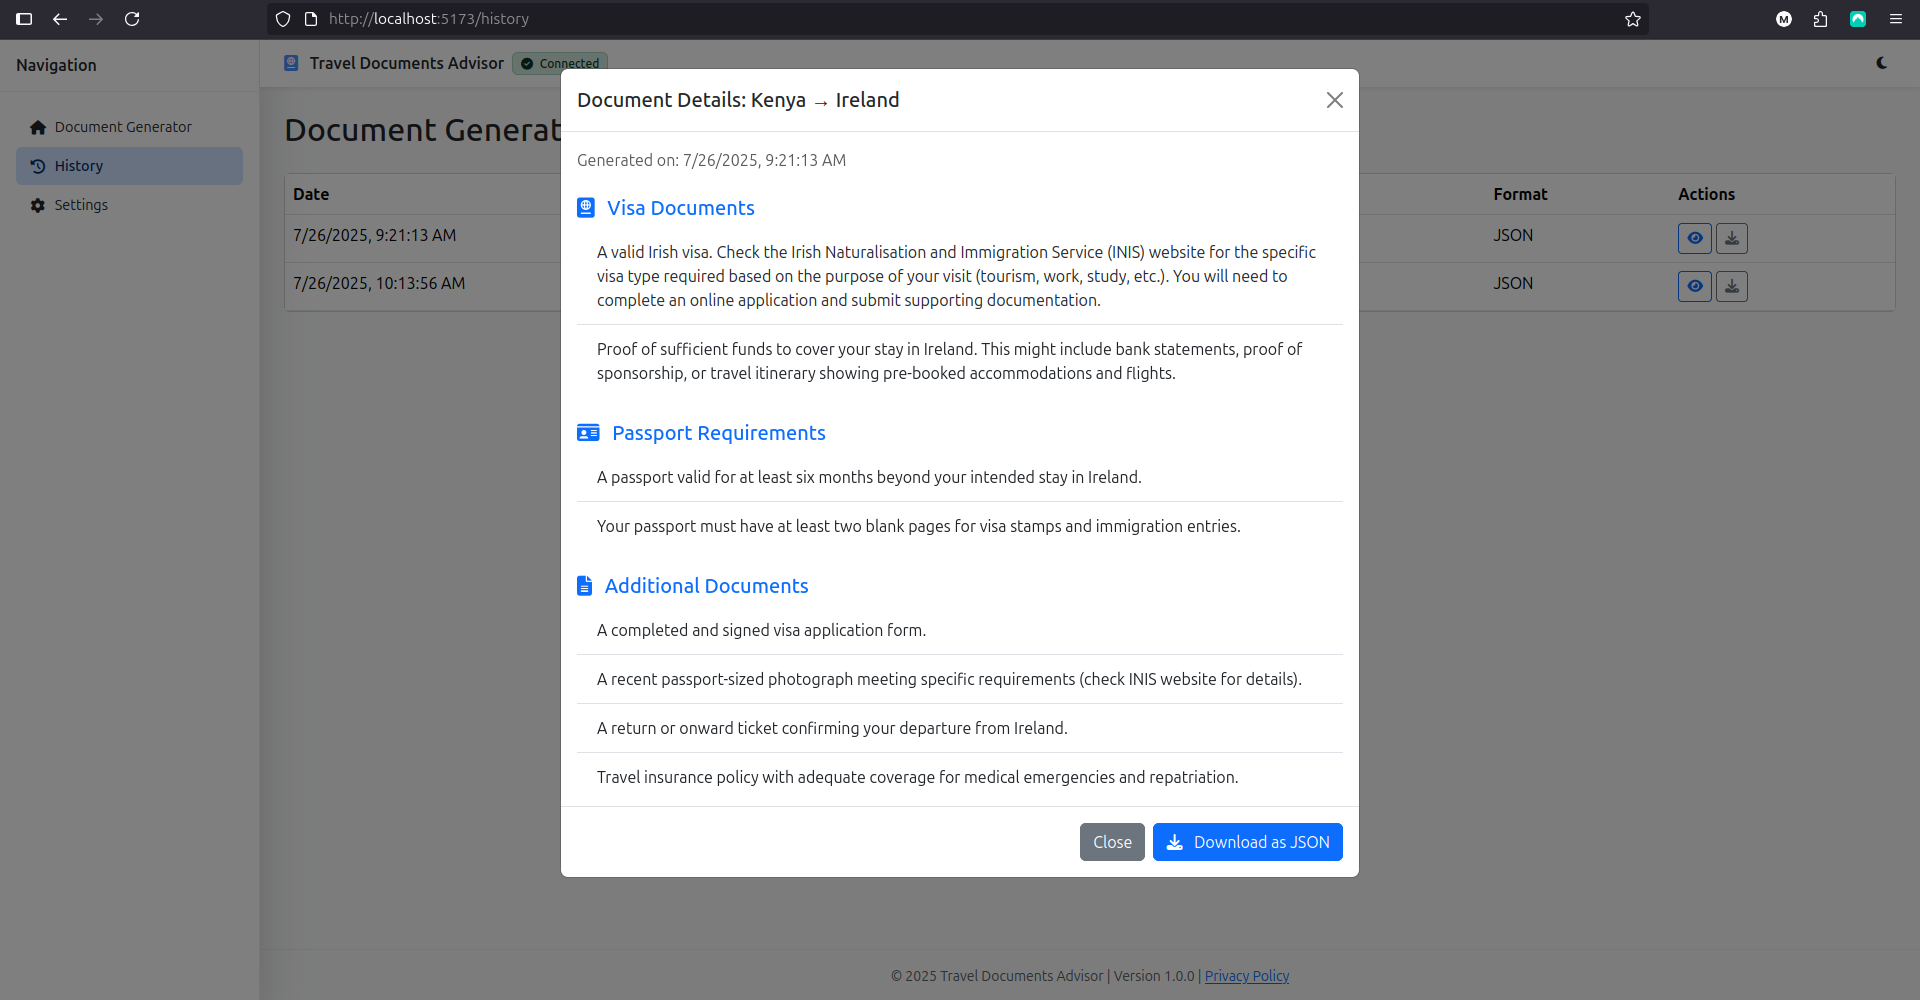 http://localhost:5173/history
M
Navigation
Document Generator
History
Settings
Travel Documents Advisor
Connected
Document Generat
Date
Format
Actions
7/26/2025, 9:21:13 AM
JSON
7/26/2025, 10:13:56 AM
JSON
Document Details: Kenya → Ireland
Generated on: 7/26/2025, 9:21:13 AM
Visa Documents
A valid Irish visa. Check the Irish Naturalisation and Immigration Service (INIS) website for the specific
visa type required based on the purpose of your visit (tourism, work, study, etc.). You will need to
complete an online application and submit supporting documentation.
Proof of sufficient funds to cover your stay in Ireland. This might include bank statements, proof of
sponsorship, or travel itinerary showing pre-booked accommodations and flights.
Passport Requirements
A passport valid for at least six months beyond your intended stay in Ireland.
Your passport must have at least two blank pages for visa stamps and immigration entries.
Additional Documents
A completed and signed visa application form.
A recent passport-sized photograph meeting specific requirements (check INIS website for details).
A return or onward ticket confirming your departure from Ireland.
Travel insurance policy with adequate coverage for medical emergencies and repatriation.
Close
Download as JSON
© 2025 Travel Documents Advisor | Version 1.0.0 | Privacy Policy